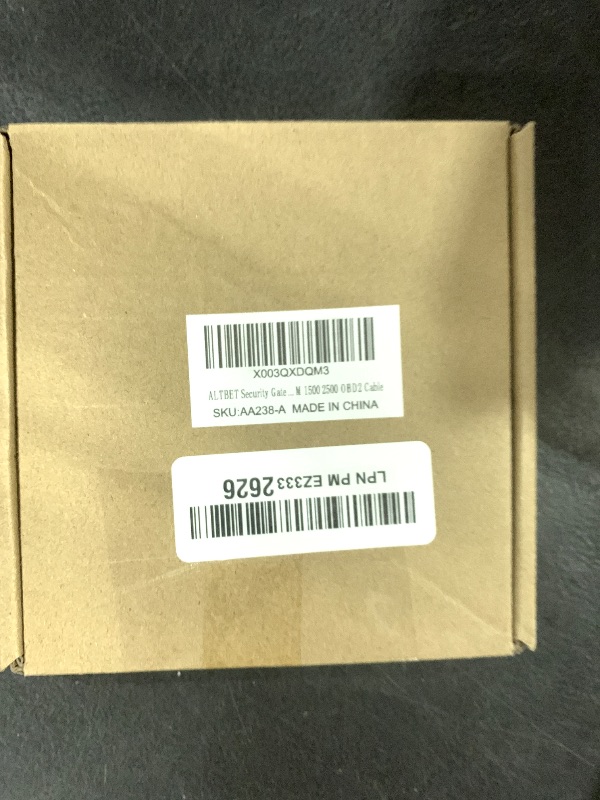 X003QXDQM3
ALTBET Security Gate ... M 1500 2500 OBD2 Cable
SKU:AA238-A MADE IN CHINA
LPN PM EZ333 2626